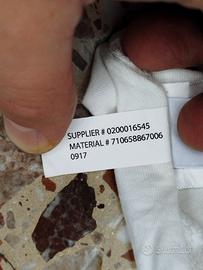 SUPPLIER # 0200016545
MATERIAL # 710658867006
0917